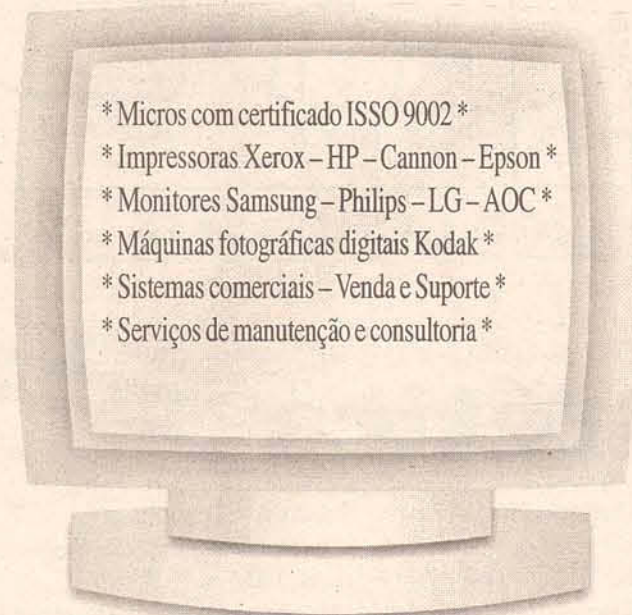 * Micros com certificado ISSO 9002 *
* Impressoras Xerox – HP – Cannon – Epson *
* Monitores Samsung – Philips – LG – AOC *
* Máquinas fotográficas digitais Kodak *
* Sistemas comerciais – Venda e Suporte *
* Serviços de manutenção e consultoria *